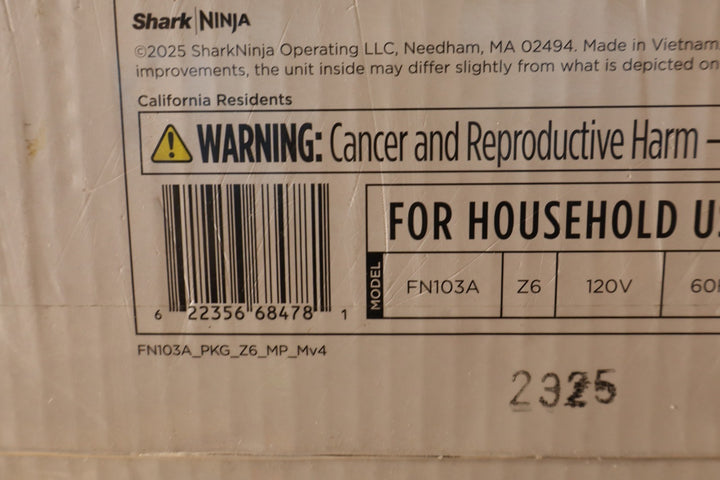 Shark | NINJA
©2025 SharkNinja Operating LLC, Needham, MA 02494. Made in Vietnam
improvements, the unit inside may differ slightly from what is depicted on
California Residents
WARNING: Cancer and Reproductive Harm –
FOR HOUSEHOLD U
MODEL FN103A Z6 120V 60
6 22356 68478 1
FN103A_PKG_Z6_MP_Mv4